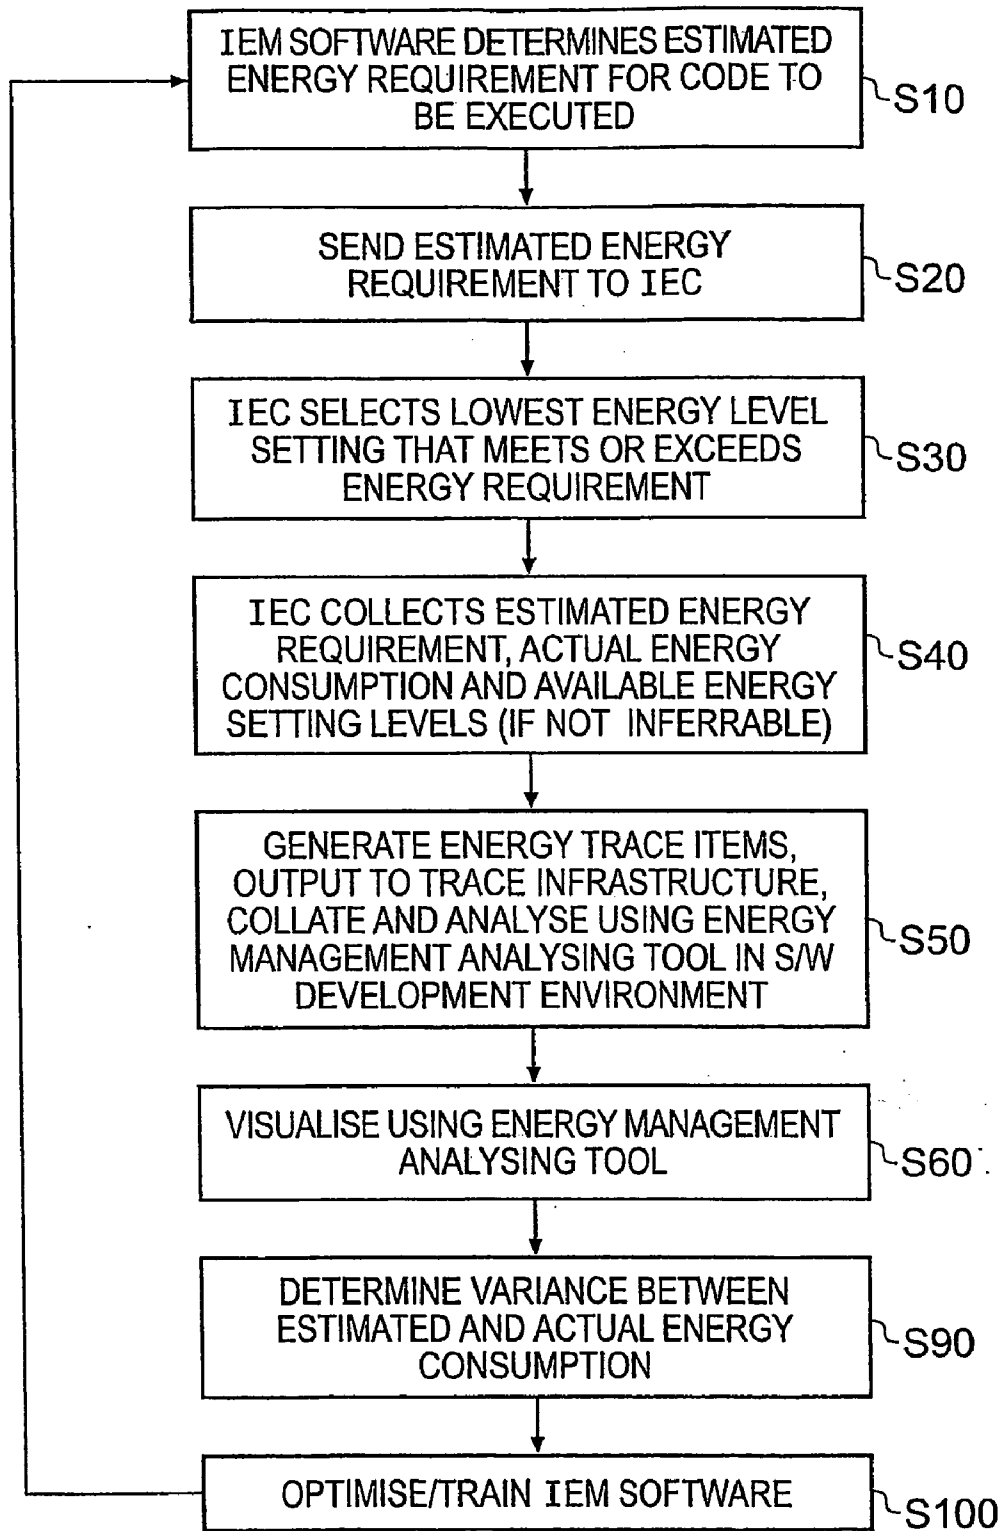 IEM SOFTWARE DETERMINES ESTIMATED
ENERGY REQUIREMENT FOR CODE TO
BE EXECUTED
S10
SEND ESTIMATED ENERGY
REQUIREMENT TO IEC
S20
IEC SELECTS LOWEST ENERGY LEVEL
SETTING THAT MEETS OR EXCEEDS
ENERGY REQUIREMENT
S30
IEC COLLECTS ESTIMATED ENERGY
REQUIREMENT, ACTUAL ENERGY
CONSUMPTION AND AVAILABLE ENERGY
SETTING LEVELS (IF NOT INFERRABLE)
S40
GENERATE ENERGY TRACE ITEMS,
OUTPUT TO TRACE INFRASTRUCTURE,
COLLATE AND ANALYSE USING ENERGY
MANAGEMENT ANALYSING TOOL IN S/W
DEVELOPMENT ENVIRONMENT
S50
VISUALISE USING ENERGY MANAGEMENT
ANALYSING TOOL
S60
DETERMINE VARIANCE BETWEEN
ESTIMATED AND ACTUAL ENERGY
CONSUMPTION
S90
OPTIMISE/TRAIN IEM SOFTWARE
S100